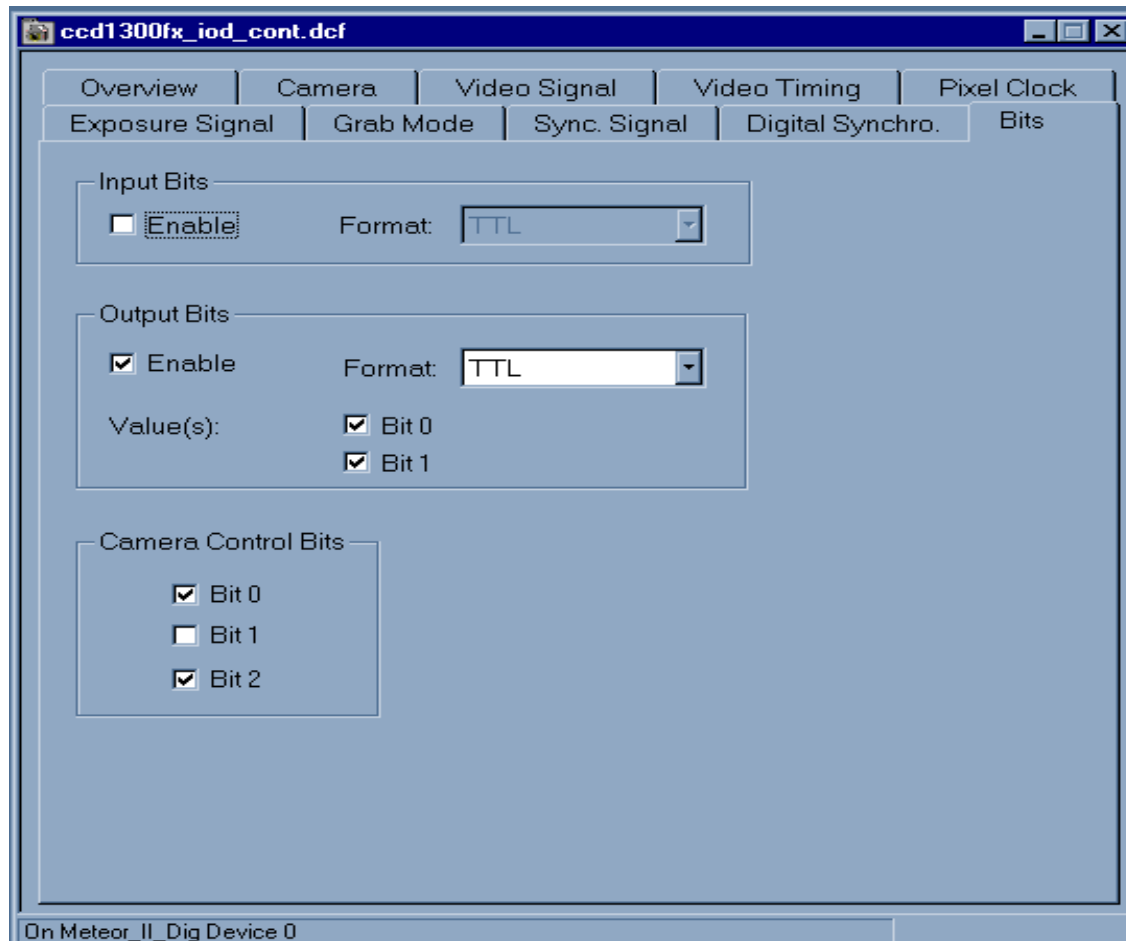 ccd1300fx_iod_cont.dcf
Overview Camera Video Signal Video Timing Pixel Clock
Exposure Signal Grab Mode Sync. Signal Digital Synchro. Bits
Input Bits
Enable Format: TTL
Output Bits
Enable Format: TTL
Value(s): Bit 0
Bit 1
Camera Control Bits
Bit 0
Bit 1
Bit 2
On Meteor_II_Dig Device 0